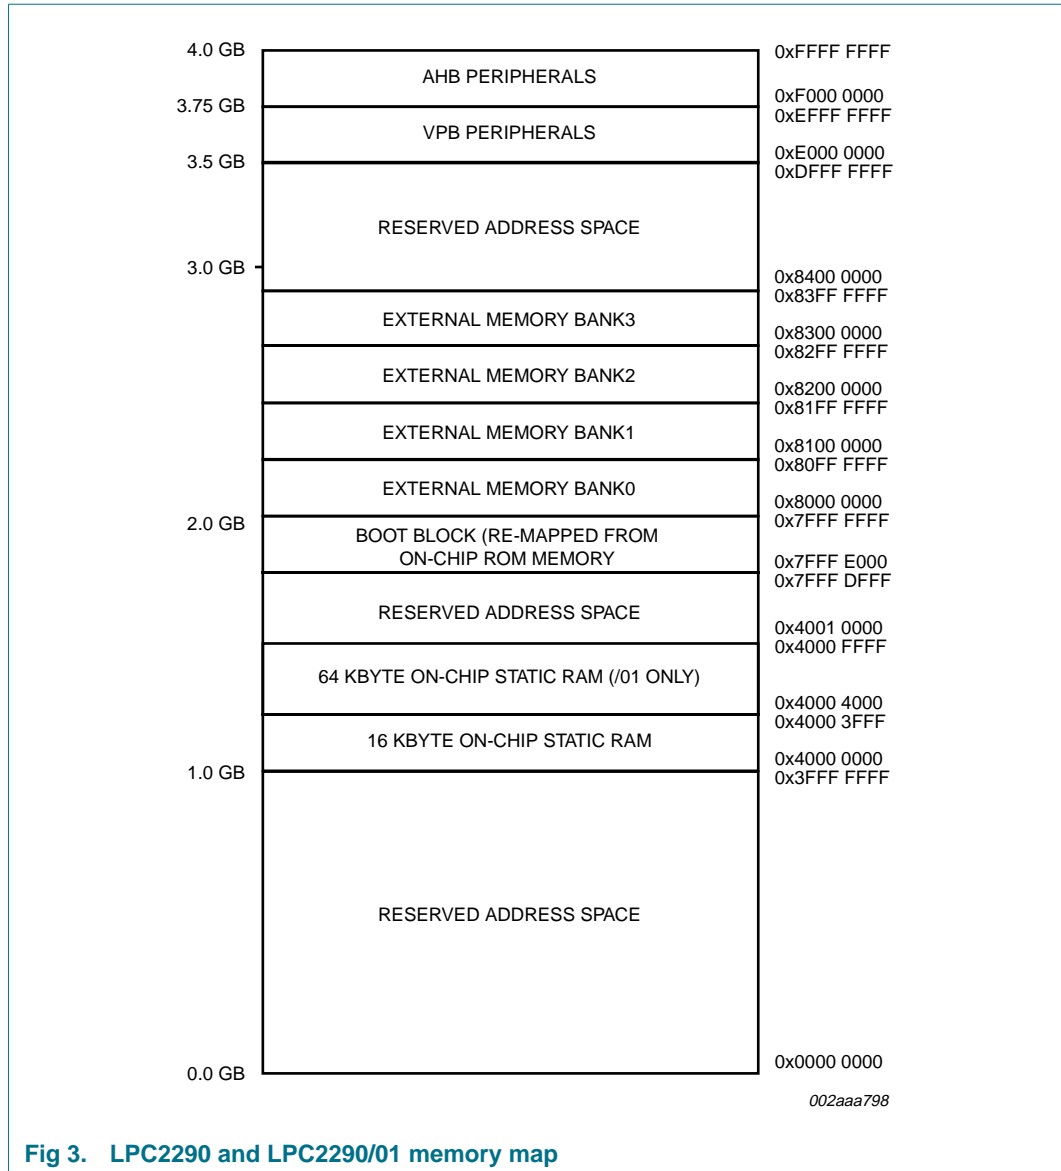 4.0 GB
0xFFFF FFFF
AHB PERIPHERALS
0xF000 0000
3.75 GB
0xEFFF FFFF
VPB PERIPHERALS
0xE000 0000
3.5 GB
0xDFFF FFFF
RESERVED ADDRESS SPACE
3.0 GB
0x8400 0000
0x83FF FFFF
EXTERNAL MEMORY BANK3
0x8300 0000
0x82FF FFFF
EXTERNAL MEMORY BANK2
0x8200 0000
0x81FF FFFF
EXTERNAL MEMORY BANK1
0x8100 0000
0x80FF FFFF
EXTERNAL MEMORY BANK0
0x8000 0000
2.0 GB
0x7FFF FFFF
BOOT BLOCK (RE-MAPPED FROM
ON-CHIP ROM MEMORY
0x7FFF E000
0x7FFF DFFF
RESERVED ADDRESS SPACE
0x4001 0000
0x4000 FFFF
64 KBYTE ON-CHIP STATIC RAM (/01 ONLY)
0x4000 4000
0x4000 3FFF
16 KBYTE ON-CHIP STATIC RAM
0x4000 0000
1.0 GB
0x3FFF FFFF
RESERVED ADDRESS SPACE
0x0000 0000
0.0 GB
002aaa798
Fig 3. LPC2290 and LPC2290/01 memory map